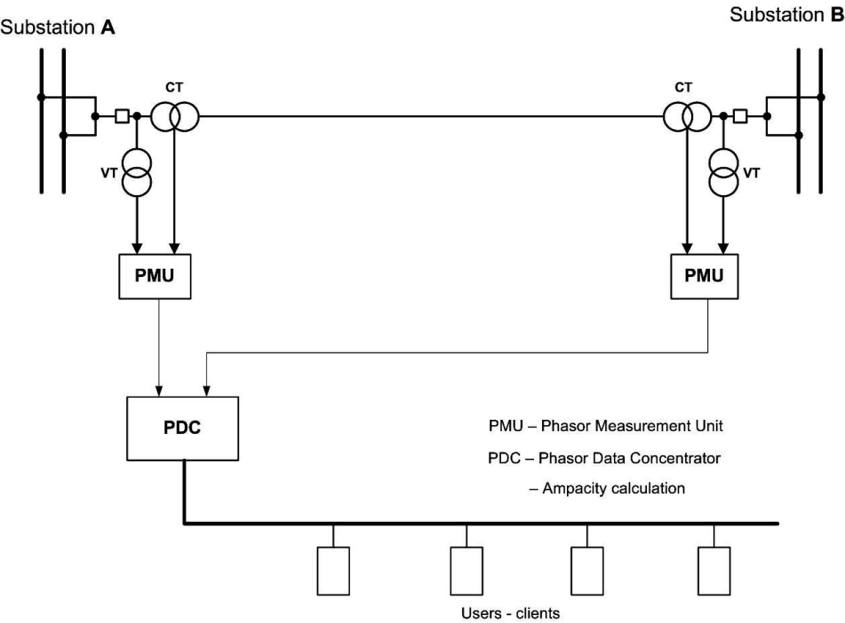 Substation A
Substation B
CT
CT
VT
VT
PMU
PMU
PDC
PMU – Phasor Measurement Unit
PDC – Phasor Data Concentrator
– Ampacity calculation
Users - clients